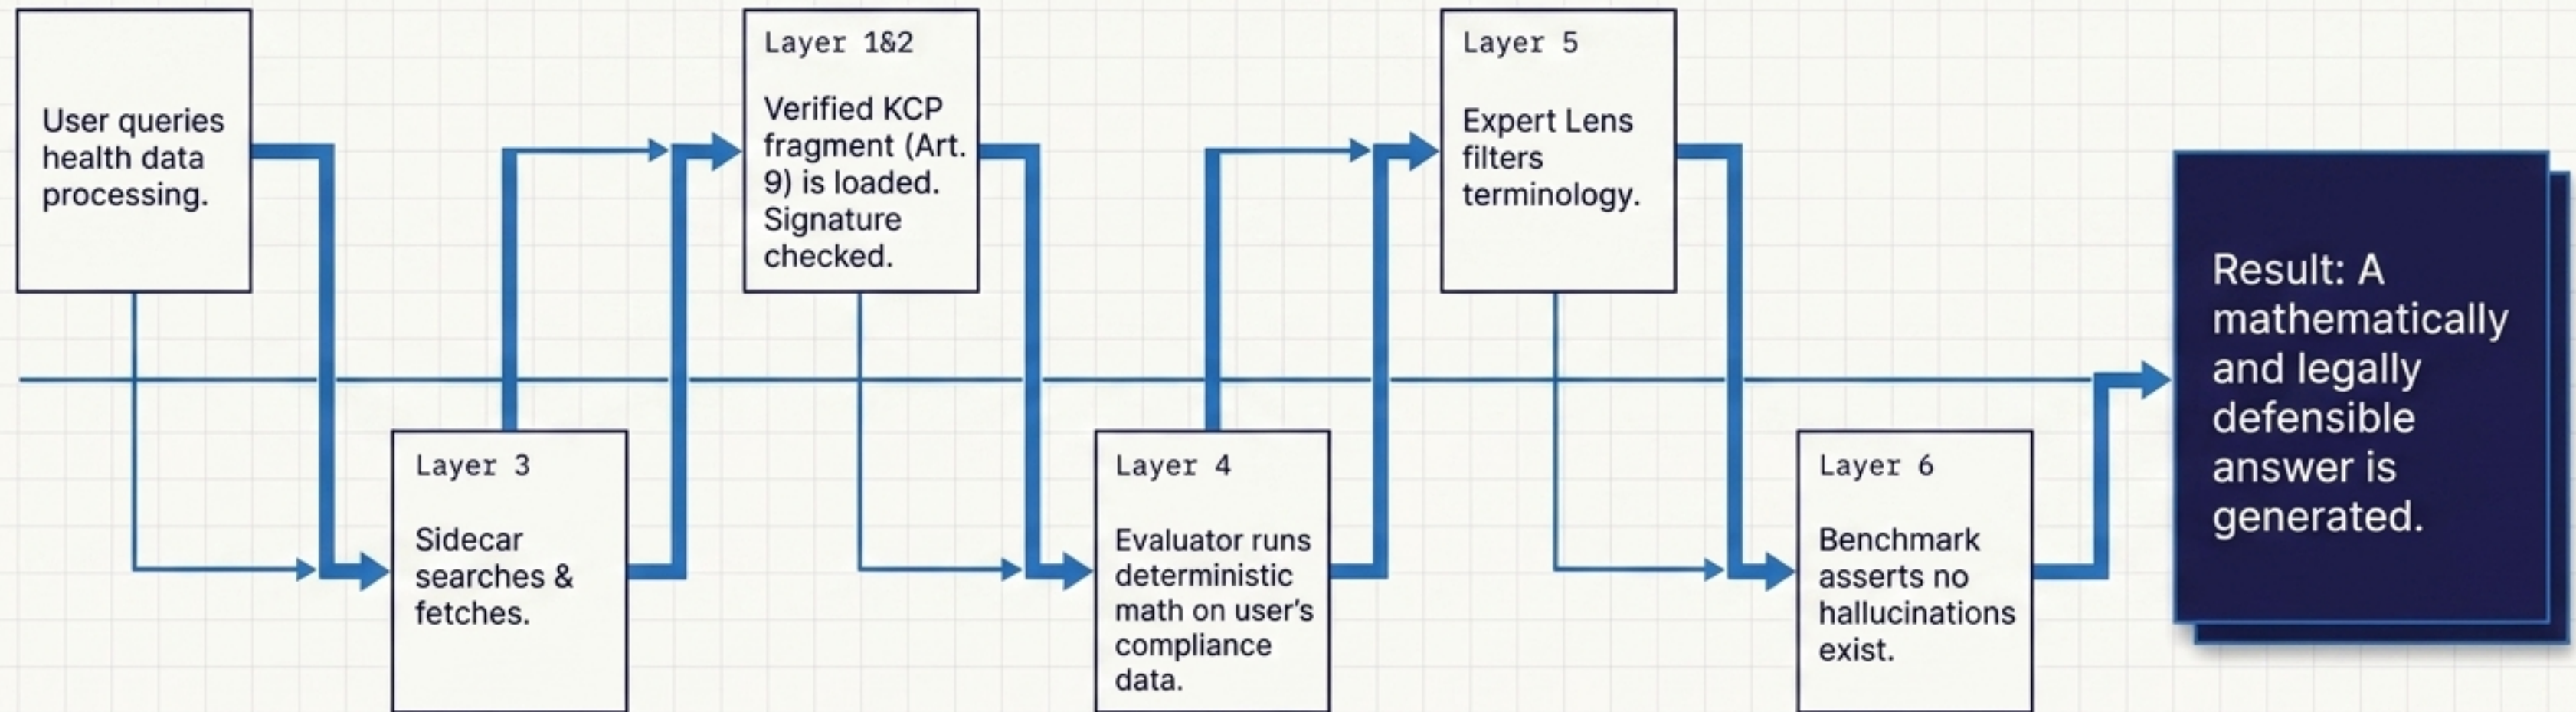 User queries
health data
processing.
Layer 3
Sidecar
searches &
fetches.
Layer 1&2
Verified KCP
fragment (Art.
9) is loaded.
Signature
checked.
Layer 4
Evaluator runs
deterministic
math on user’s
compliance
data.
Layer 5
Expert Lens
filters
terminology.
Layer 6
Benchmark
asserts no
hallucinations
exist.
Result: A
mathematically
and legally
defensible
answer is
generated.